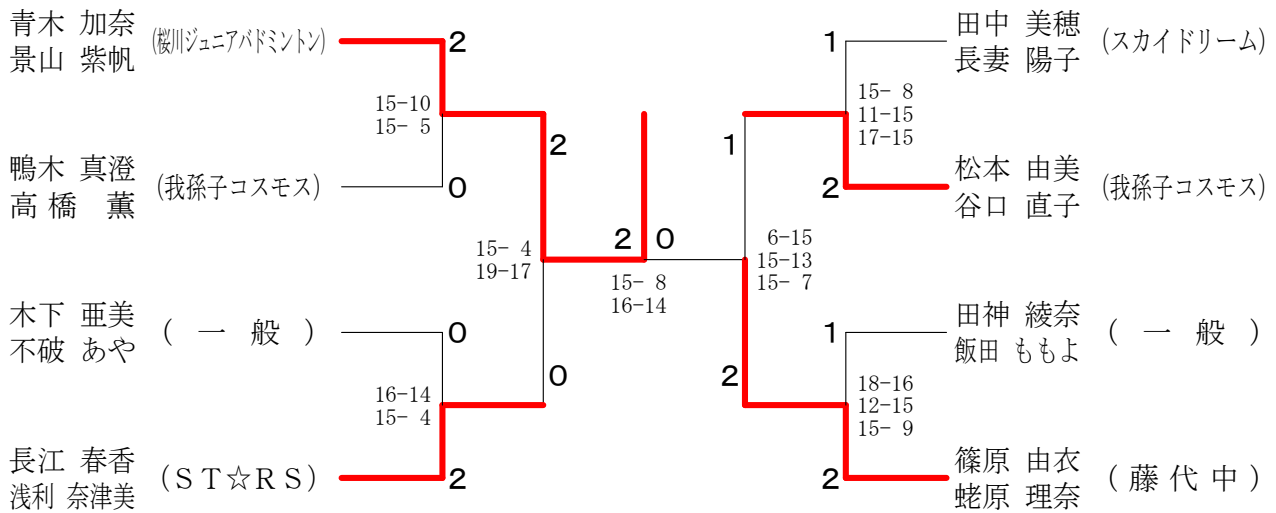 青木 加奈
景山 紫帆
(桜川ジュニアバドミントン)
2
15-10
15- 5
鴨木 真澄
高橋 薫
(我孫子コスモス)
0
2
15- 4
19-17
木下 亜美
不破 あや
( 一 般 )
0
16-14
15- 4
0
長江 春香
浅利 奈津美
(ST☆RS)
2
2 0
15- 8
16-14
1
田中 美穂
長妻 陽子
(スカイドリーム)
15- 8
11-15
17-15
1
2
松本 由美
谷口 直子
(我孫子コスモス)
6-15
15-13
15- 7
1
田神 綾奈
飯田 ももよ
( 一 般 )
2
18-16
12-15
15- 9
2
篠原 由衣
蛯原 理奈
( 藤 代 中 )